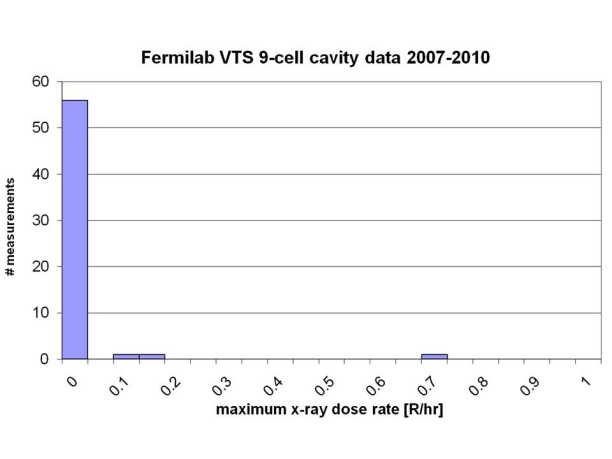 Fermilab VTS 9-cell cavity data 2007-2010
60
50
40
30
20
10
0
# measurements
0 0.1 0.2 0.3 0.4 0.5 0.6 0.7 0.8 0.9 1
maximum x-ray dose rate [R/hr]